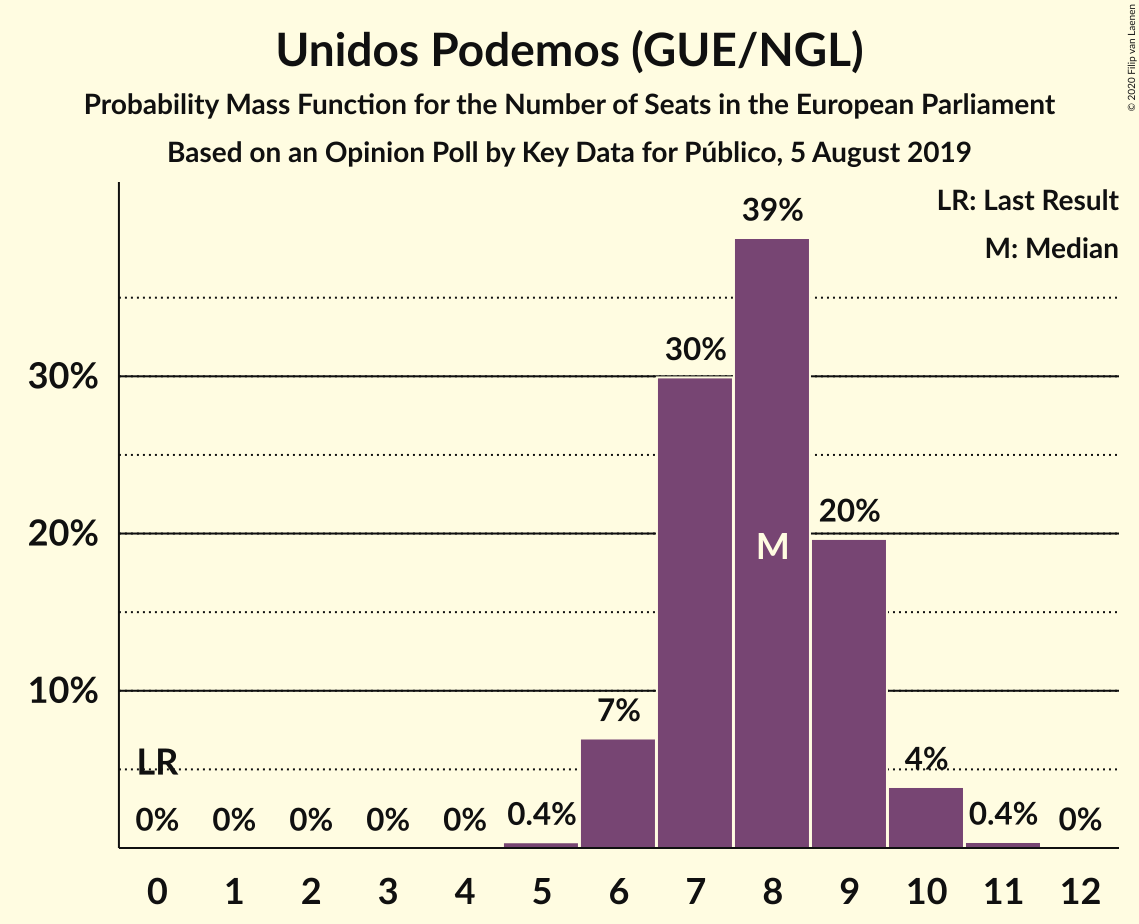 Unidos Podemos (GUE/NGL)
Probability Mass Function for the Number of Seats in the European Parliament
Based on an Opinion Poll by Key Data for Público, 5 August 2019
© 2020 Filip van Laenen
LR: Last Result
M: Median
39%
30%
30%
20%
20%
M
10%
7%
LR
4%
0% 0% 0% 0% 0% 0.4% 0.4% 0%
0 1 2 3 4 5 6 7 8 9 10 11 12